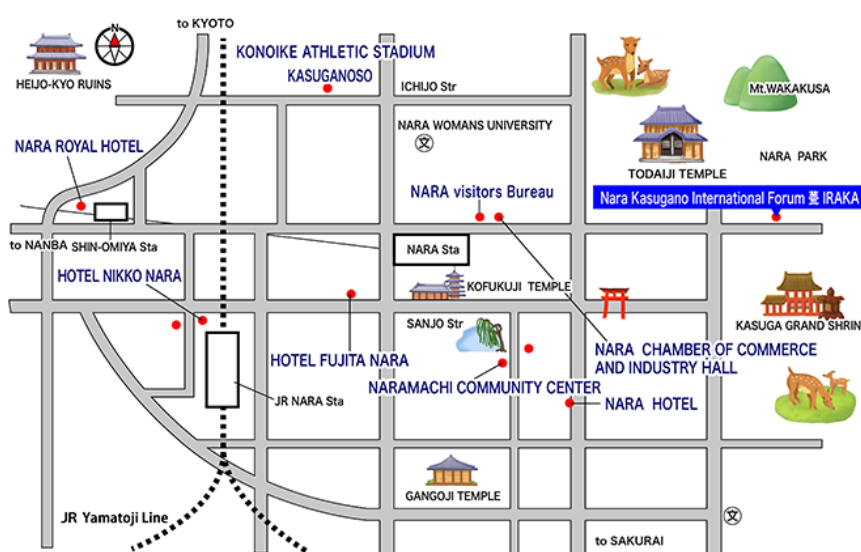 to KYOTO
KONOIKE ATHLETIC STADIUM
KASUGANOSO
HEIJO-KYO RUINS
ICHIJO Str
Mt.WAKAKUSA
NARA WOMANS UNIVERSITY
文
NARA ROYAL HOTEL
TODAIJI TEMPLE
NARA PARK
NARA visitors Bureau
Nara Kasugano International Forum 甍 IRAKA
to NANBA
SHIN-OMIYA Sta
NARA Sta
HOTEL NIKKO NARA
KOFUKUJI TEMPLE
SANJO Str
KASUGA GRAND SHRIN
HOTEL FUJITA NARA
NARA CHAMBER OF COMMERCE
AND INDUSTRY HALL
NARAMACHI COMMUNITY CENTER
JR NARA Sta
NARA HOTEL
GANGOJI TEMPLE
JR Yamatoji Line
文
to SAKURAI